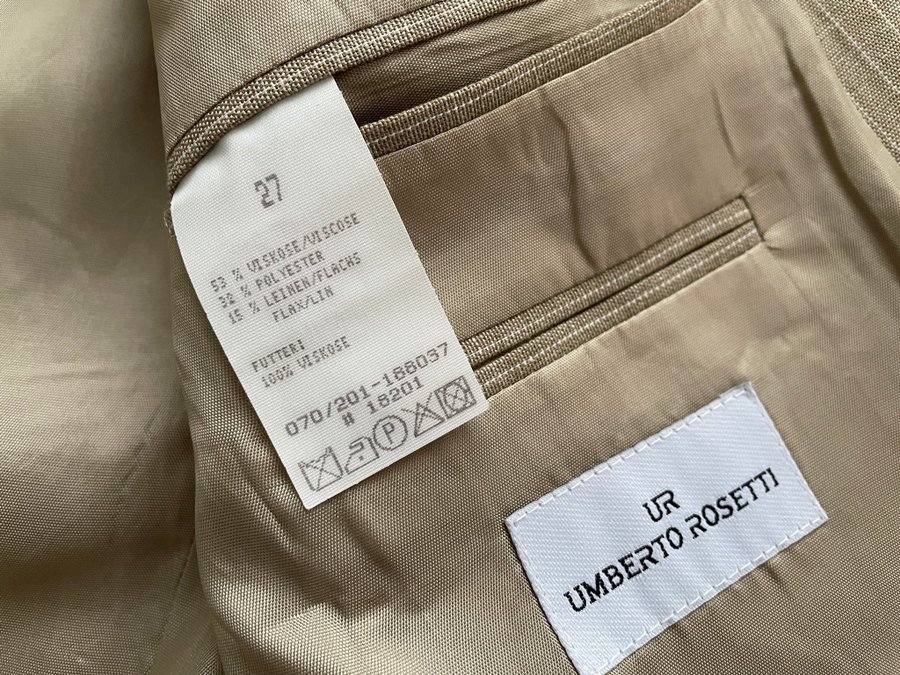 27
53 % VISKOSE/VISCOSE
32 % POLYESTER
15 % LEINEN/FLACHS
FLAX/LIN
FUTTER:
100% VISKOSE
070/201-188037
# 18201
P
UR
UMBERTO ROSETTI